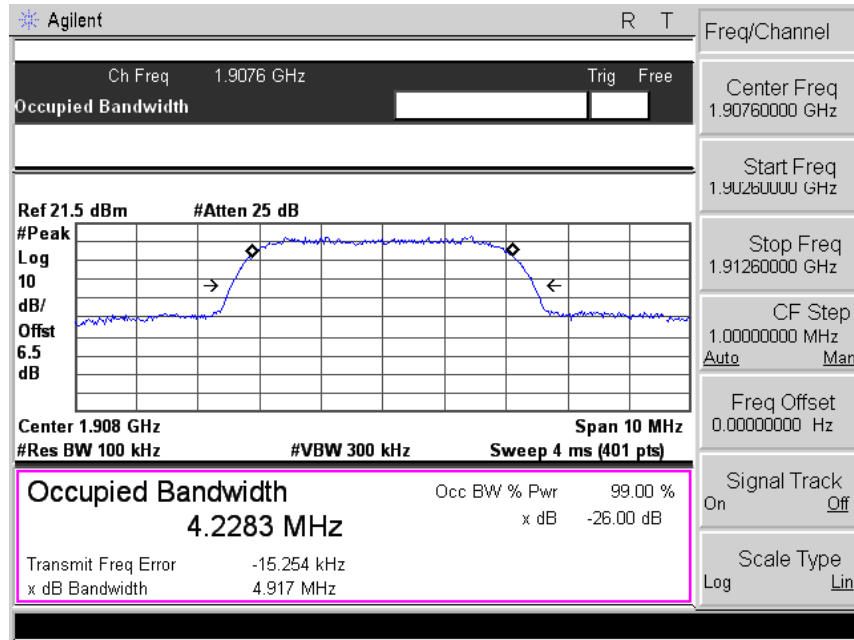 Agilent R T
Ch Freq 1.9076 GHz Trig Free
Occupied Bandwidth
Ref 21.5 dBm #Atten 25 dB
#Peak
Log
10
dB/
Offst
6.5
dB
Center 1.908 GHz Span 10 MHz
#Res BW 100 kHz #VBW 300 kHz Sweep 4 ms (401 pts)
Occupied Bandwidth
4.2283 MHz
Occ BW % Pwr 99.00 %
x dB -26.00 dB
Transmit Freq Error -15.254 kHz
x dB Bandwidth 4.917 MHz
Freq/Channel
Center Freq
1.90760000 GHz
Start Freq
1.90260000 GHz
Stop Freq
1.91260000 GHz
CF Step
1.00000000 MHz
Auto Man
Freq Offset
0.00000000 Hz
Signal Track
On Off
Scale Type
Log Lin